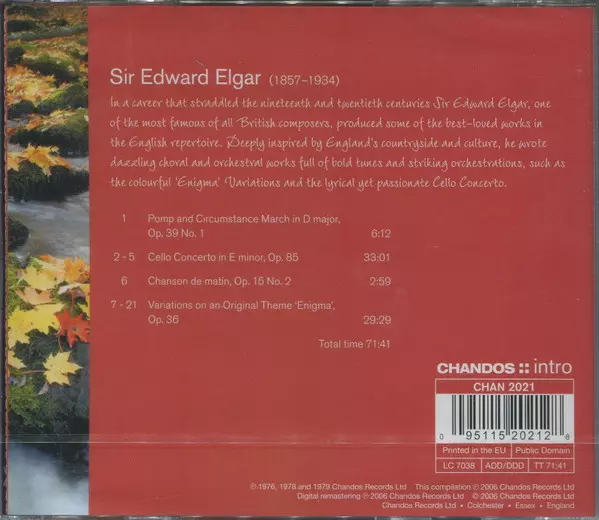 Sir Edward Elgar (1857–1934)
In a career that straddled the nineteenth and twentieth centuries Sir Edward Elgar, one
of the most famous of all British composers, produced some of the best-loved works in
the English repertoire. Deeply inspired by England's countryside and culture, he wrote
dazzling choral and orchestral works full of bold tunes and striking orchestrations, such as
the colourful 'Enigma' Variations and the lyrical yet passionate Cello Concerto.
1 Pomp and Circumstance March in D major,
Op. 39 No. 1 6:12
2 - 5 Cello Concerto in E minor, Op. 85 33:01
6 Chanson de matin, Op. 15 No. 2 2:59
7 - 21 Variations on an Original Theme 'Enigma',
Op. 36 29:29
Total time 71:41
CHANDOS :: intro
CHAN 2021
0 95115 20212 8
Printed in the EU Public Domain
LC 7038 ADD/DDD TT 71:41
℗ 1976, 1978 and 1979 Chandos Records Ltd This compilation ℗ 2006 Chandos Records Ltd
Digital remastering ℗ 2006 Chandos Records Ltd © 2006 Chandos Records Ltd
Chandos Records Ltd • Colchester • Essex • England